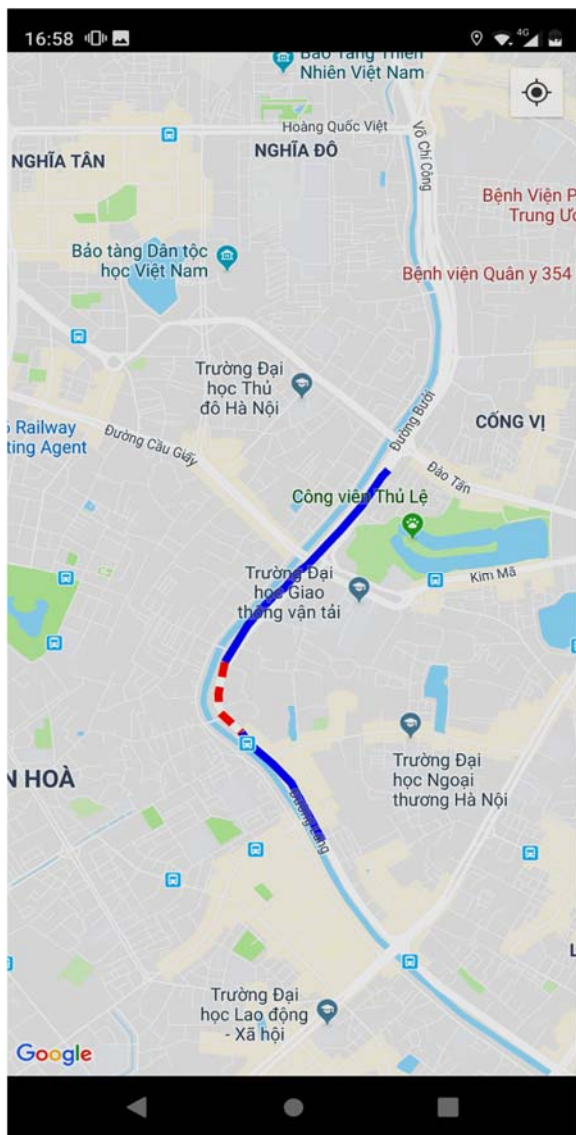 16:58
4G
Bảo Tàng Thiên
Nhiên Việt Nam
Hoàng Quốc Việt
Võ Chí Công
NGHĨA TÂN
NGHĨA ĐÔ
Bệnh Viện P
Trung Ươ
Bảo tàng Dân tộc
học Việt Nam
Bệnh viện Quân y 354
Trường Đại
học Thủ
đô Hà Nội
Đường Bưởi
CỐNG VỊ
Railway
ting Agent
Đường Cầu Giấy
Đào Tấn
Công viên Thủ Lệ
Trường Đại
học Giao
thông vận tải
Kim Mã
N HOÀ
Trường Đại
học Ngoại
thương Hà Nội
Đường Láng
L
Trường Đại
học Lao động
- Xã hội
Google